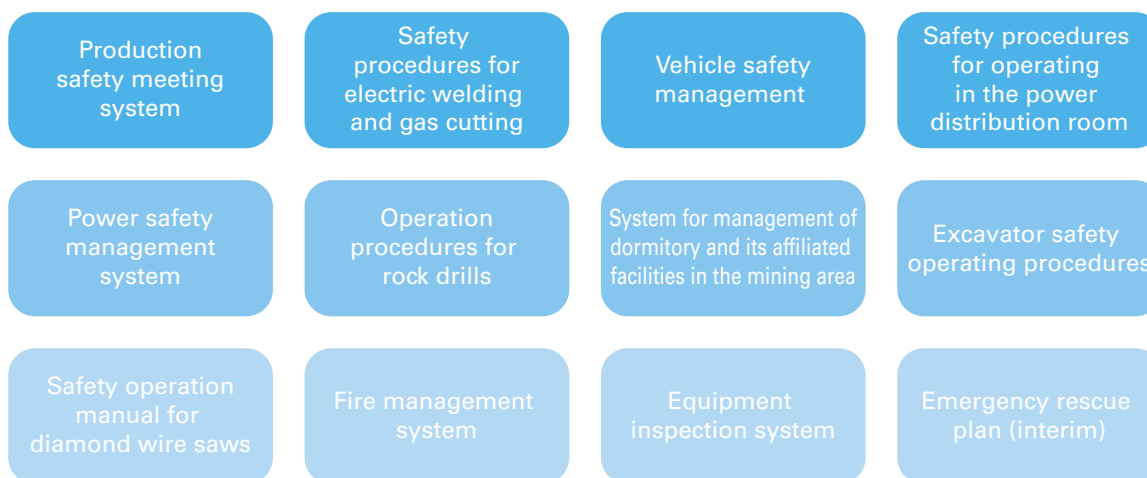 Production
safety meeting
system
Safety
procedures for
electric welding
and gas cutting
Vehicle safety
management
Safety procedures
for operating
in the power
distribution room
Power safety
management
system
Operation
procedures for
rock drills
System for management of
dormitory and its affiliated
facilities in the mining area
Excavator safety
operating procedures
Safety operation
manual for
diamond wire saws
Fire management
system
Equipment
inspection system
Emergency rescue
plan (interim)